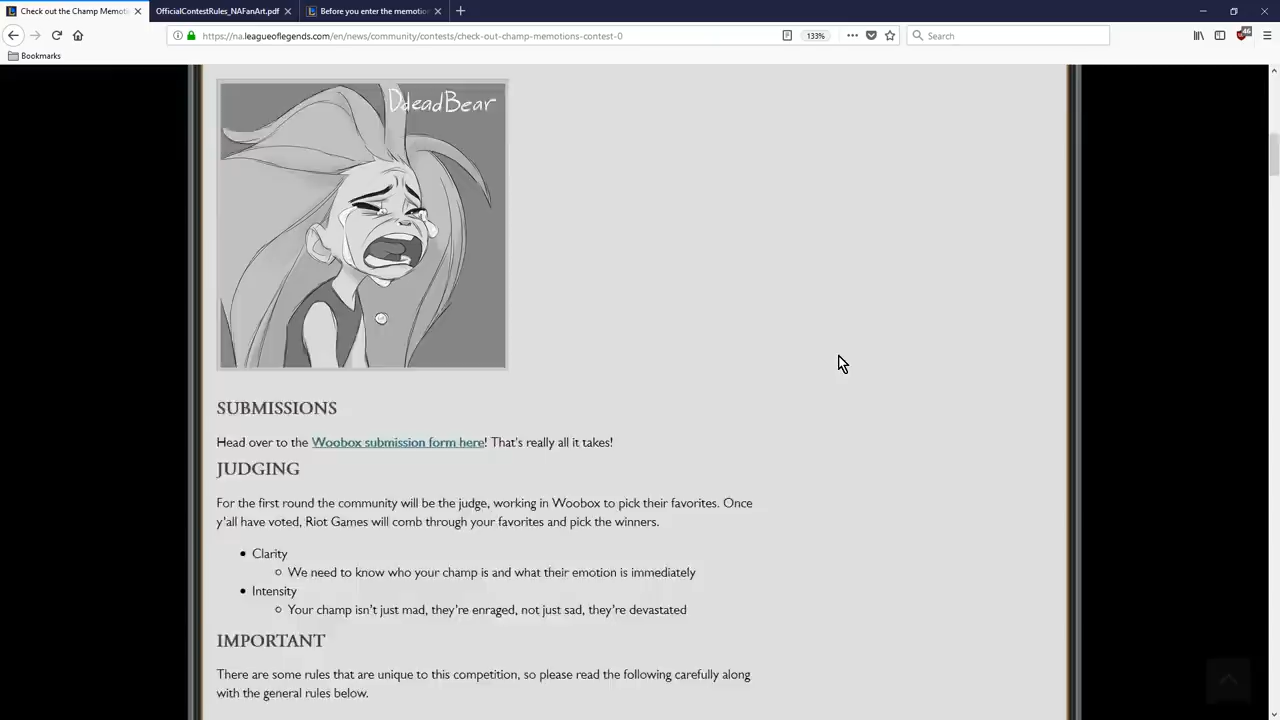 Check out the Champ Memoti
OfficialContestRules_NAFanArt.pdf
Before you enter the memotion
https://na.leagueoflegends.com/en/news/community/contests/check-out-champ-memotions-contest-0
133%
Search
Bookmarks
DdeadBear
SUBMISSIONS
Head over to the Woobox submission form here! That's really all it takes!
JUDGING
For the first round the community will be the judge, working in Woobox to pick their favorites. Once
y'all have voted, Riot Games will comb through your favorites and pick the winners.
• Clarity
○ We need to know who your champ is and what their emotion is immediately
• Intensity
○ Your champ isn't just mad, they're enraged, not just sad, they're devastated
IMPORTANT
There are some rules that are unique to this competition, so please read the following carefully along
with the general rules below.